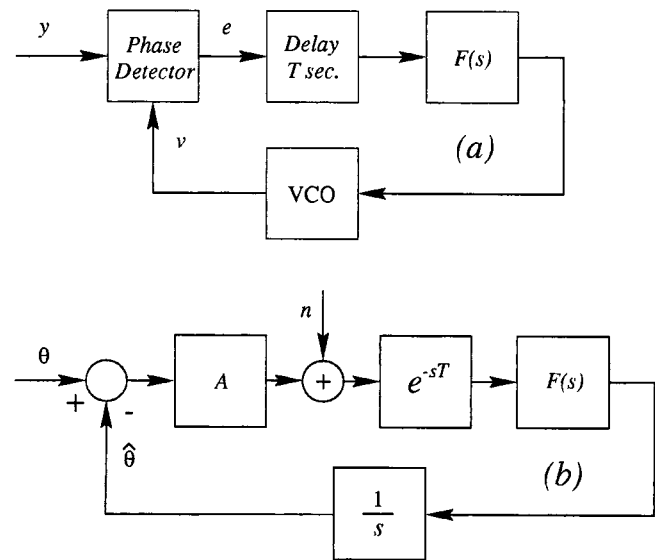 y
Phase
Detector
e
Delay
T sec.
F(s)
v
(a)
VCO
n
θ
+
-
A
+
e^{-sT}
F(s)
θ̂
1
s
(b)